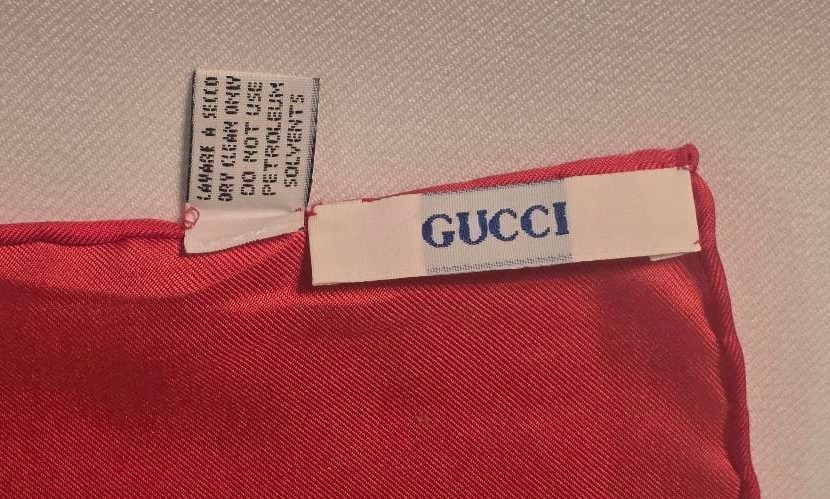 LAVARE A SECCO
DRY CLEAN ONLY
DO NOT USE
PETROLEUM
SOLVENTS
GUCCI